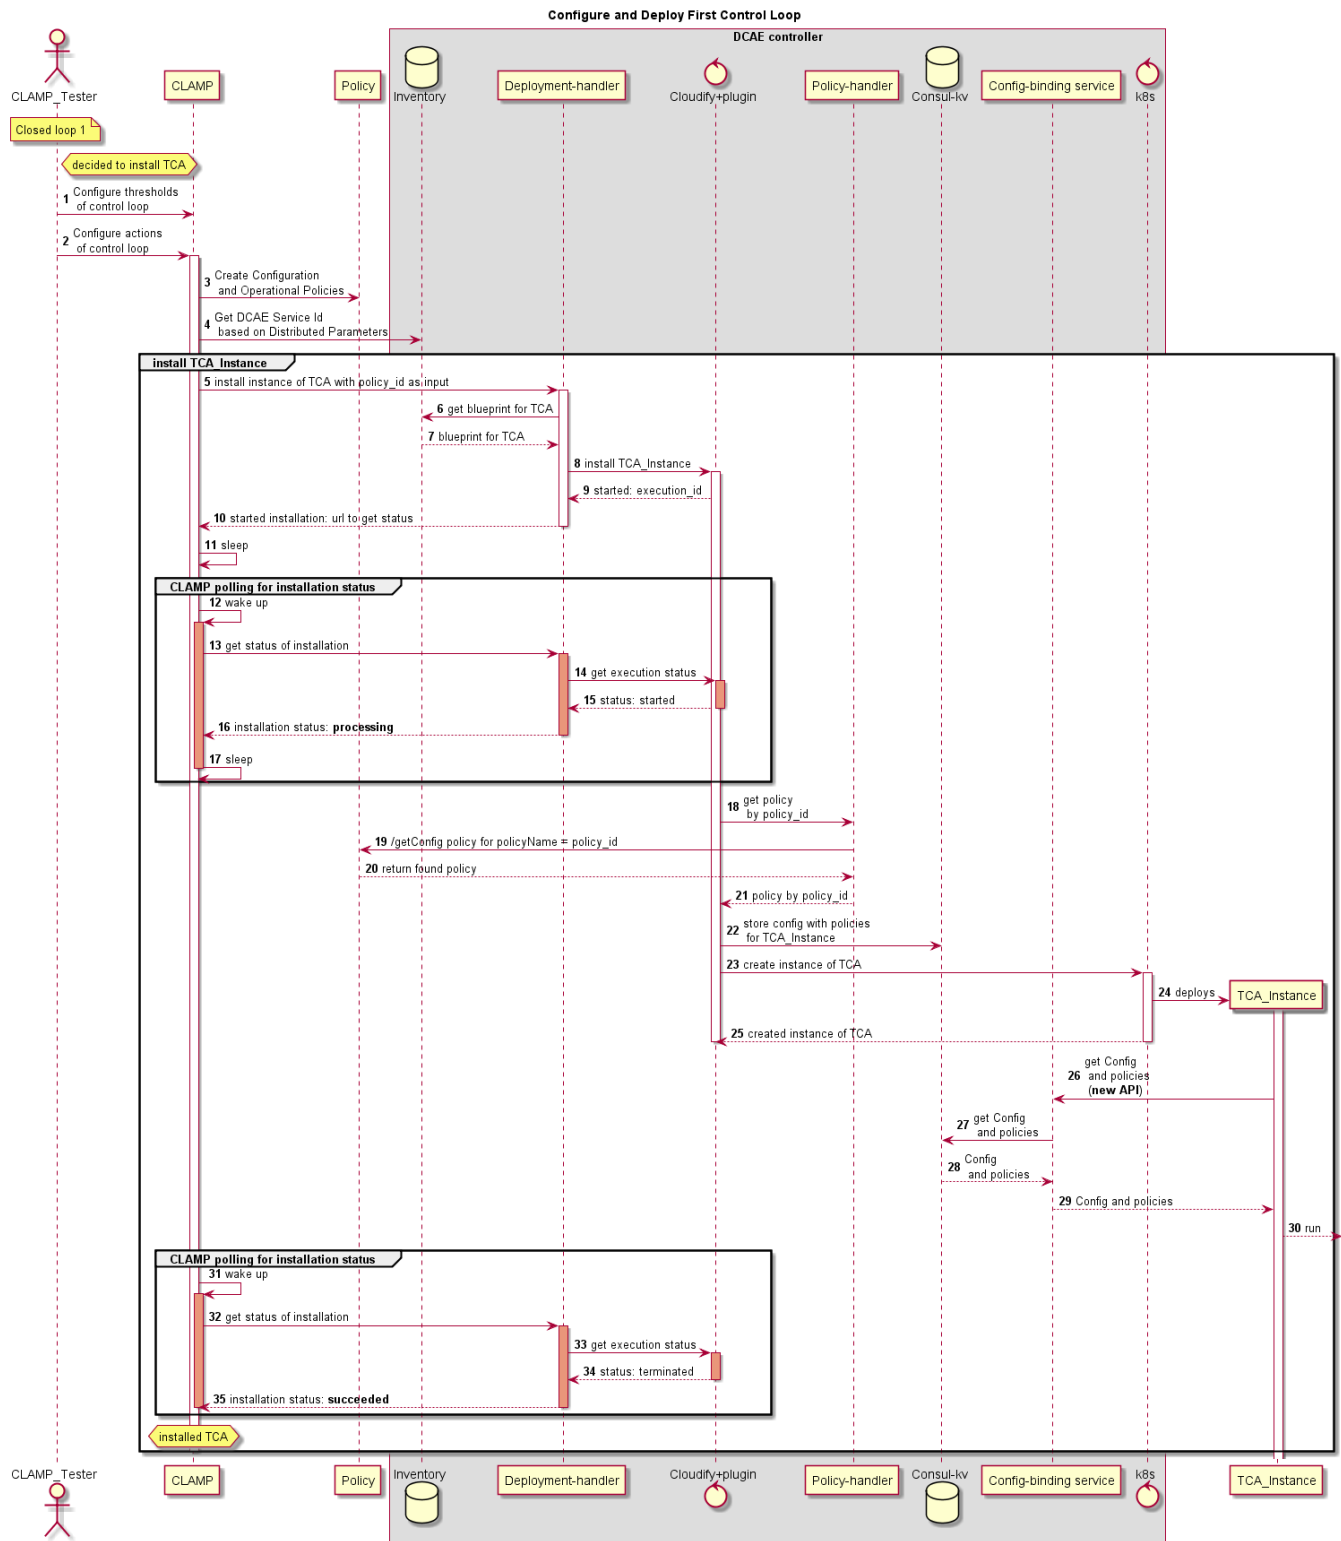 Configure and Deploy First Control Loop
DCAE controller
CLAMP_Tester
CLAMP
Policy
Inventory
Deployment-handler
Cloudify+plugin
Policy-handler
Consul-kv
Config-binding service
k8s
Closed loop 1
decided to install TCA
1 Configure thresholds
of control loop
2 Configure actions
of control loop
3 Create Configuration
and Operational Policies
4 Get DCAE Service Id
based on Distributed Parameters
install TCA_Instance
5 install instance of TCA with policy_id as input
6 get blueprint for TCA
7 blueprint for TCA
8 install TCA_Instance
9 started: execution_id
10 started installation: url to get status
11 sleep
CLAMP polling for installation status
12 wake up
13 get status of installation
14 get execution status
15 status: started
16 installation status: processing
17 sleep
18 get policy
by policy_id
19 /getConfig policy for policyName = policy_id
20 return found policy
21 policy by policy_id
22 store config with policies
for TCA_Instance
23 create instance of TCA
24 deploys
TCA_Instance
25 created instance of TCA
26 get Config
and policies
(new API)
27 get Config
and policies
28 Config
and policies
29 Config and policies
30 run
CLAMP polling for installation status
31 wake up
32 get status of installation
33 get execution status
34 status: terminated
35 installation status: succeeded
installed TCA
CLAMP_Tester
CLAMP
Policy
Inventory
Deployment-handler
Cloudify+plugin
Policy-handler
Consul-kv
Config-binding service
k8s
TCA_Instance